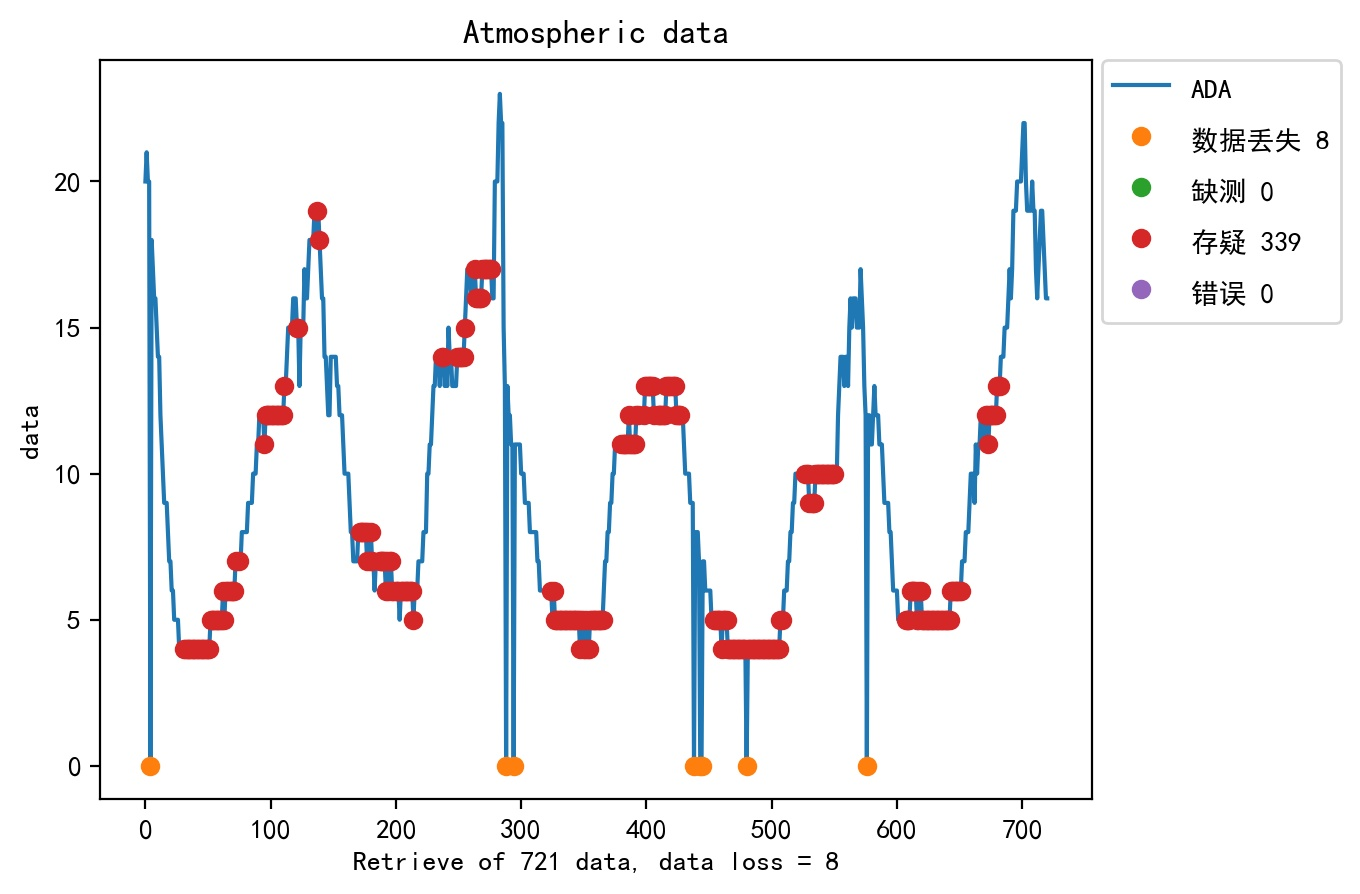 Atmospheric data
ADA
数据丢失 8
缺测 0
存疑 339
错误 0
20
15
10
5
0
data
0 100 200 300 400 500 600 700
Retrieve of 721 data, data loss = 8